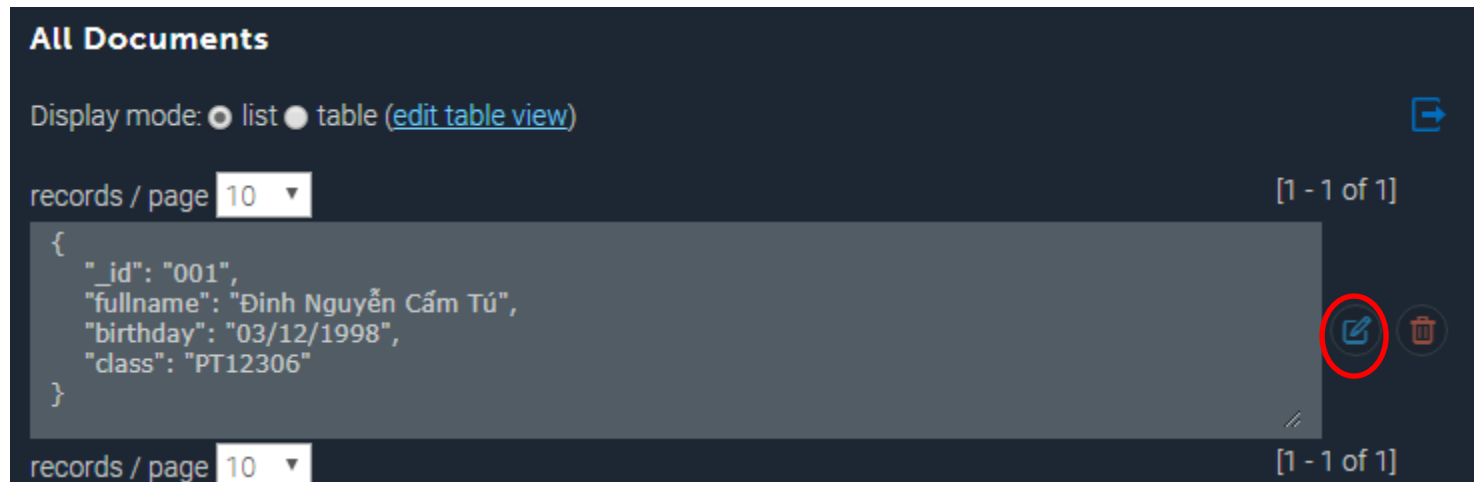 All Documents
Display mode: list table (edit table view)
records / page 10 [1 - 1 of 1]
{
"_id": "001",
"fullname": "Đinh Nguyễn Cẩm Tú",
"birthday": "03/12/1998",
"class": "PT12306"
}
records / page 10 [1 - 1 of 1]